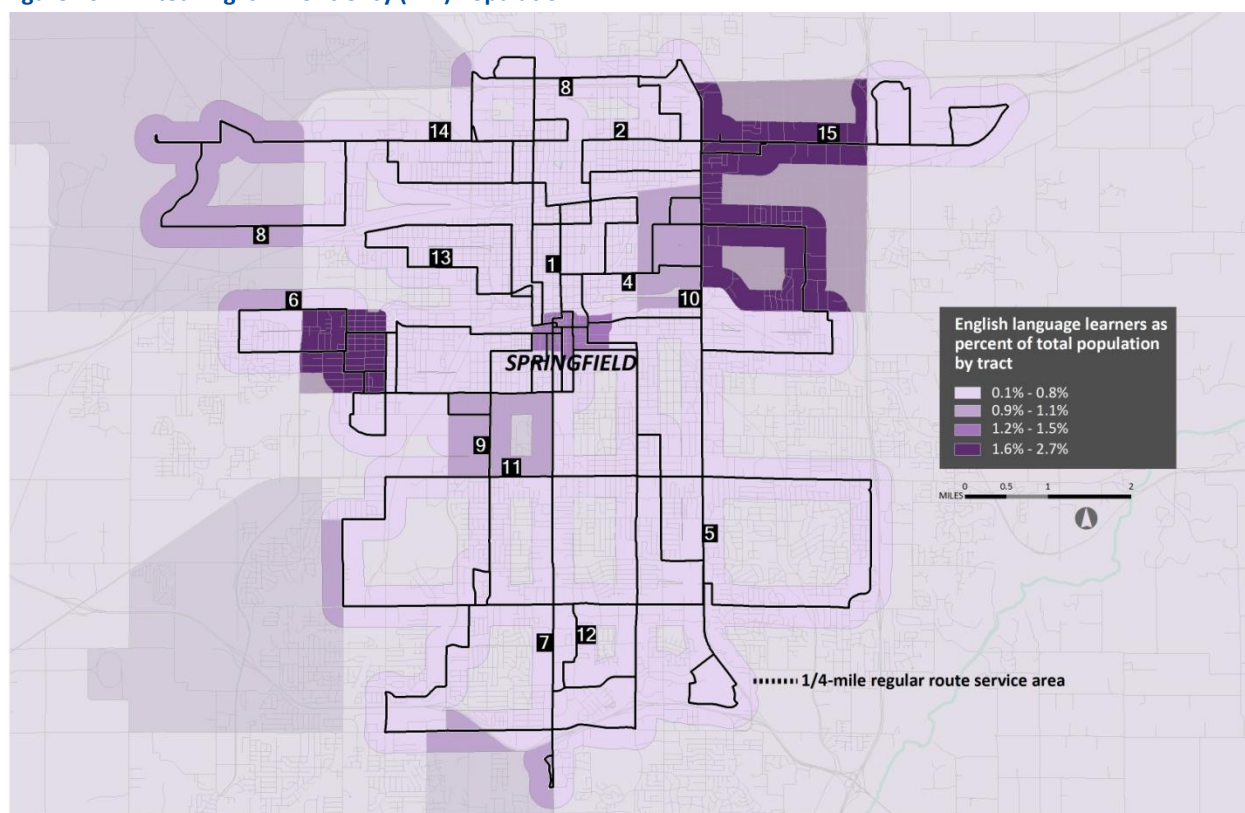 8
14
2
15
8
13
1
4
6
10
SPRINGFIELD
English language learners as
percent of total population
by tract
0.1% - 0.8%
0.9% - 1.1%
1.2% - 1.5%
1.6% - 2.7%
9
11
0 0.5 1 2
MILES
5
7
12
1/4-mile regular route service area